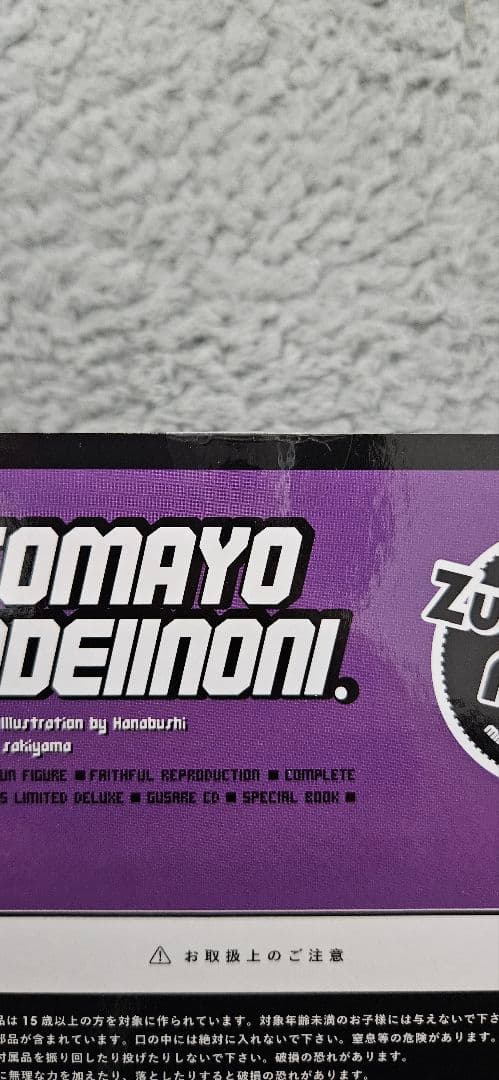 OMAYO
DEIINONI.
Illustration by Hanabushi
sakiyama
UN FIGURE ■ FAITHFUL REPRODUCTION ■ COMPLETE
S LIMITED DELUXE ■ GUSARE CD ■ SPECIAL BOOK ■
ZU
⚠ お取扱上のご注意
品は15歳以上の方を対象に作られています。対象年齢未満のお子様には与えないで下さ
部品が含まれています。口の中には絶対に入れないで下さい。窒息等の危険があります。
付属品を振り回したり投げたりしないで下さい。破損の恐れがあります。
に無理な力を加えたり、落としたりすると破損の恐れがあります。